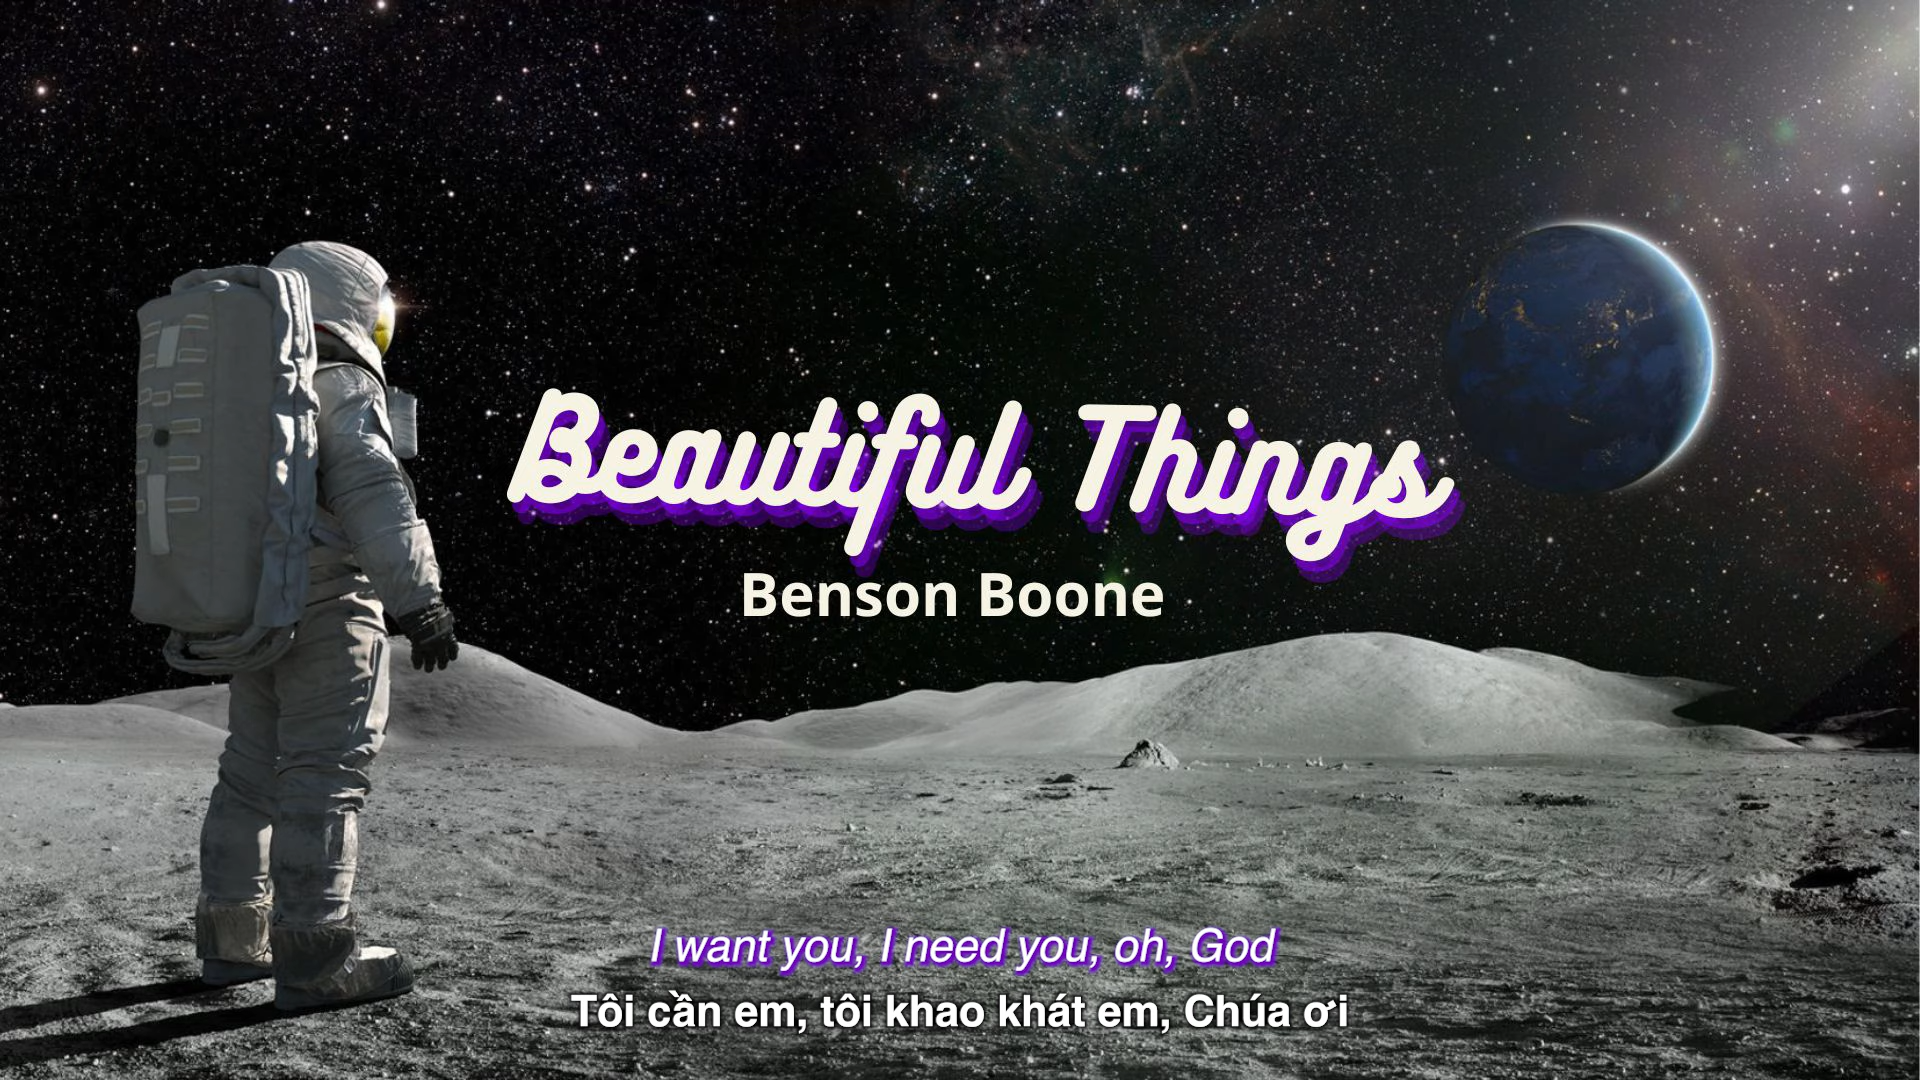 Beautiful Things
Benson Boone
I want you, I need you, oh, God
Tôi cần em, tôi khao khát em, Chúa ơi